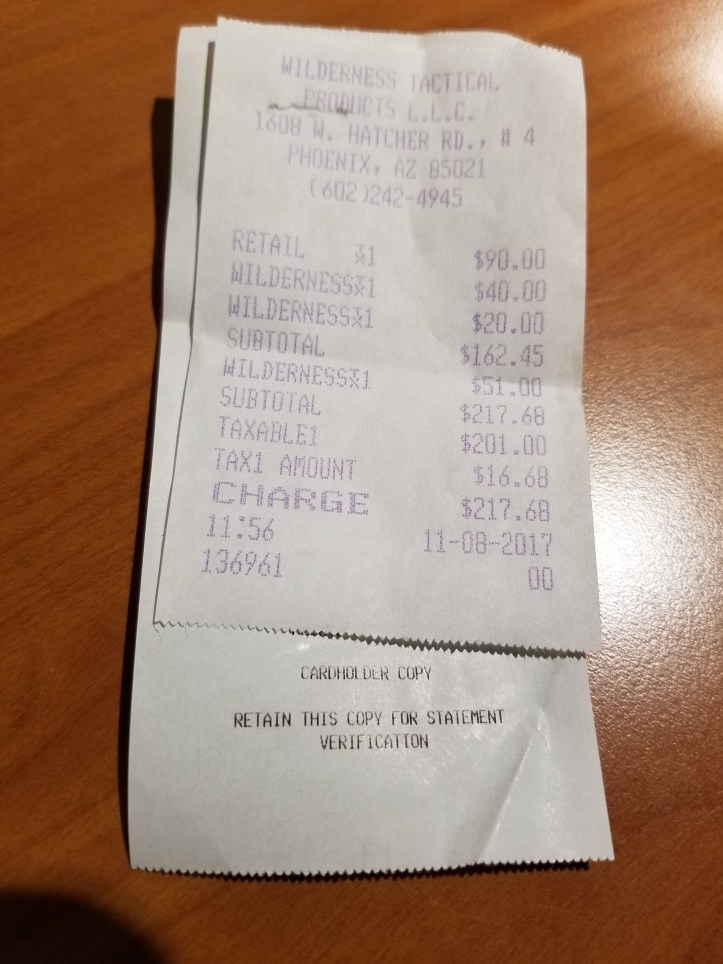 WILDERNESS TACTICAL
PRODUCTS L.L.C.
1608 W. HATCHER RD., # 4
PHOENIX, AZ 85021
(602)242-4945
RETAIL x1 $90.00
WILDERNESSx1 $40.00
WILDERNESSx1 $20.00
SUBTOTAL $162.45
WILDERNESSx1 $51.00
SUBTOTAL $217.68
TAXABLE1 $201.00
TAX1 AMOUNT $16.68
CHARGE $217.68
11:56 11-08-2017
136961 00
CARDHOLDER COPY
RETAIN THIS COPY FOR STATEMENT
VERIFICATION